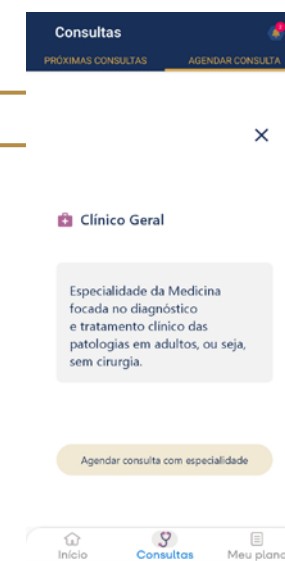 Consultas
PRÓXIMAS CONSULTAS AGENDAR CONSULTA
Clínico Geral
Especialidade da Medicina
focada no diagnóstico
e tratamento clínico das
patologias em adultos, ou seja,
sem cirurgia.
Agendar consulta com especialidade
Início Consultas Meu plano